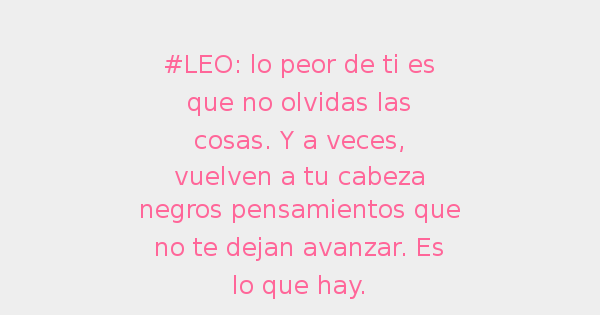 #LEO: lo peor de ti es
que no olvidas las
cosas. Y a veces,
vuelven a tu cabeza
negros pensamientos que
no te dejan avanzar. Es
lo que hay.